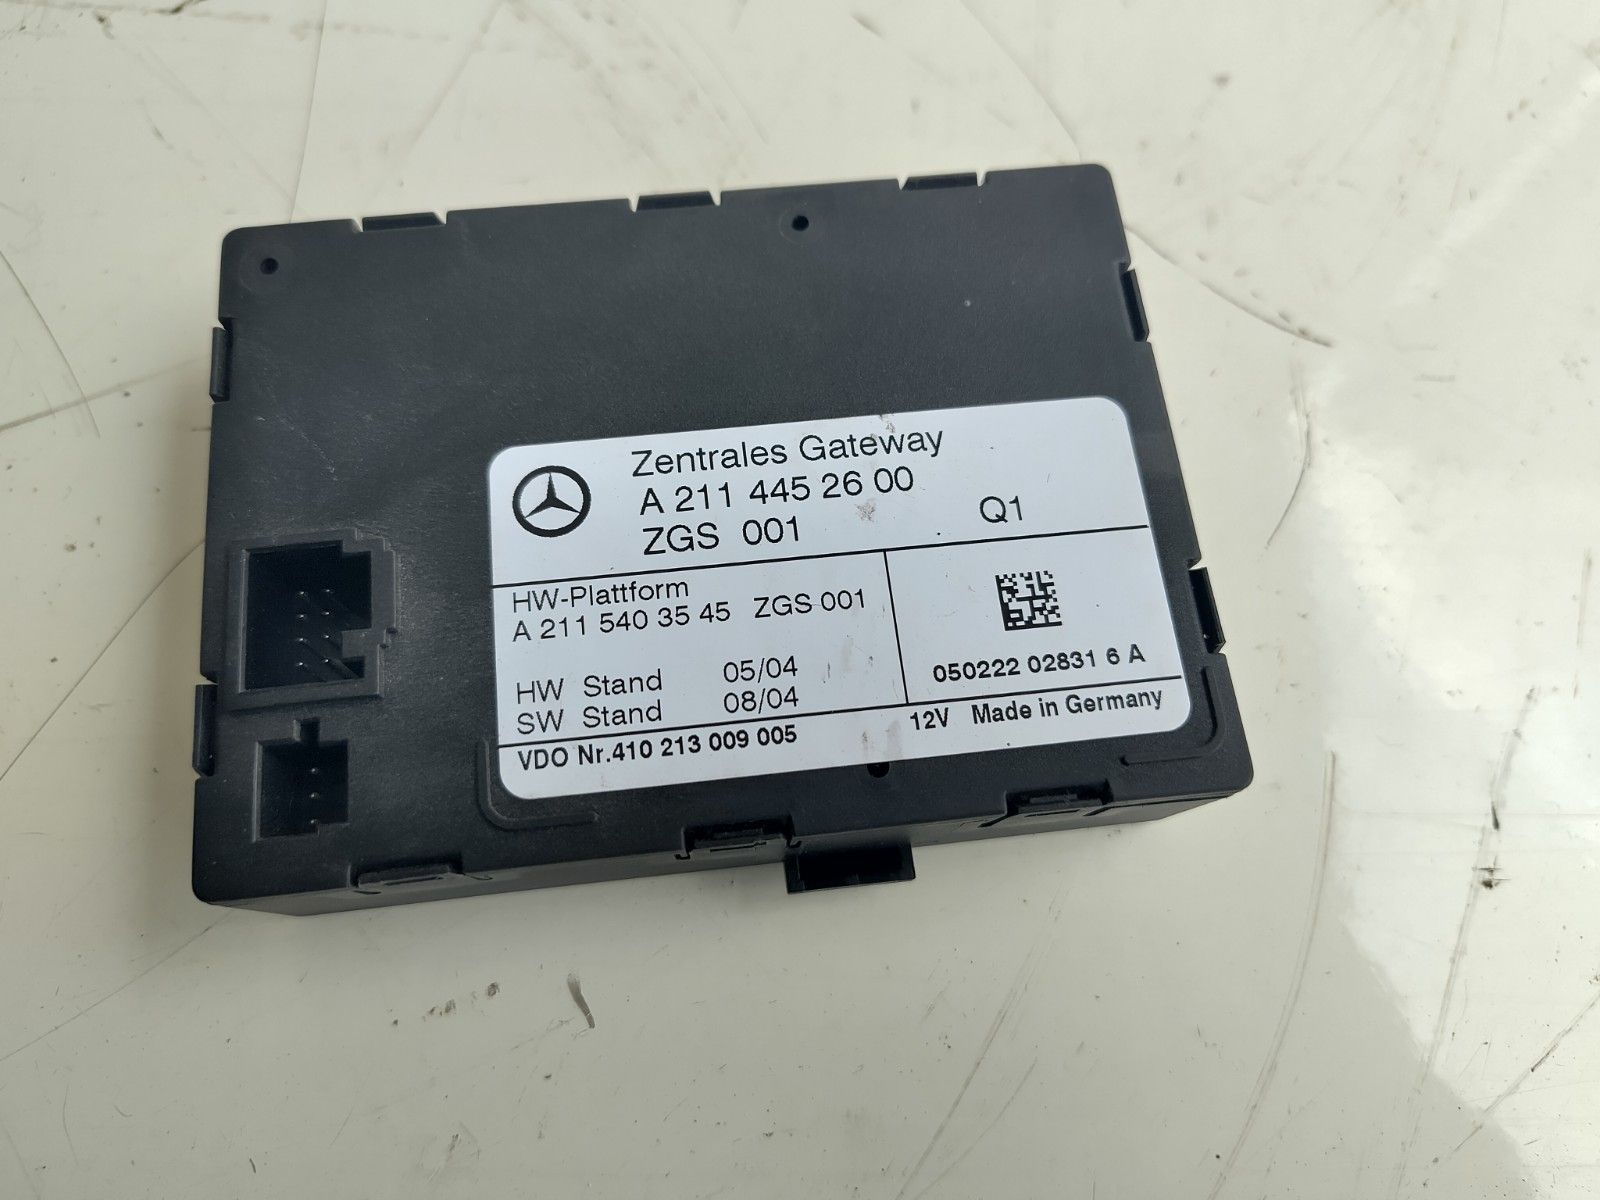 Zentrales Gateway
A 211 445 26 00
ZGS 001 Q1
HW-Plattform
A 211 540 35 45 ZGS 001
HW Stand 05/04
SW Stand 08/04
050222 02831 6 A
VDO Nr.410 213 009 005 12V Made in Germany